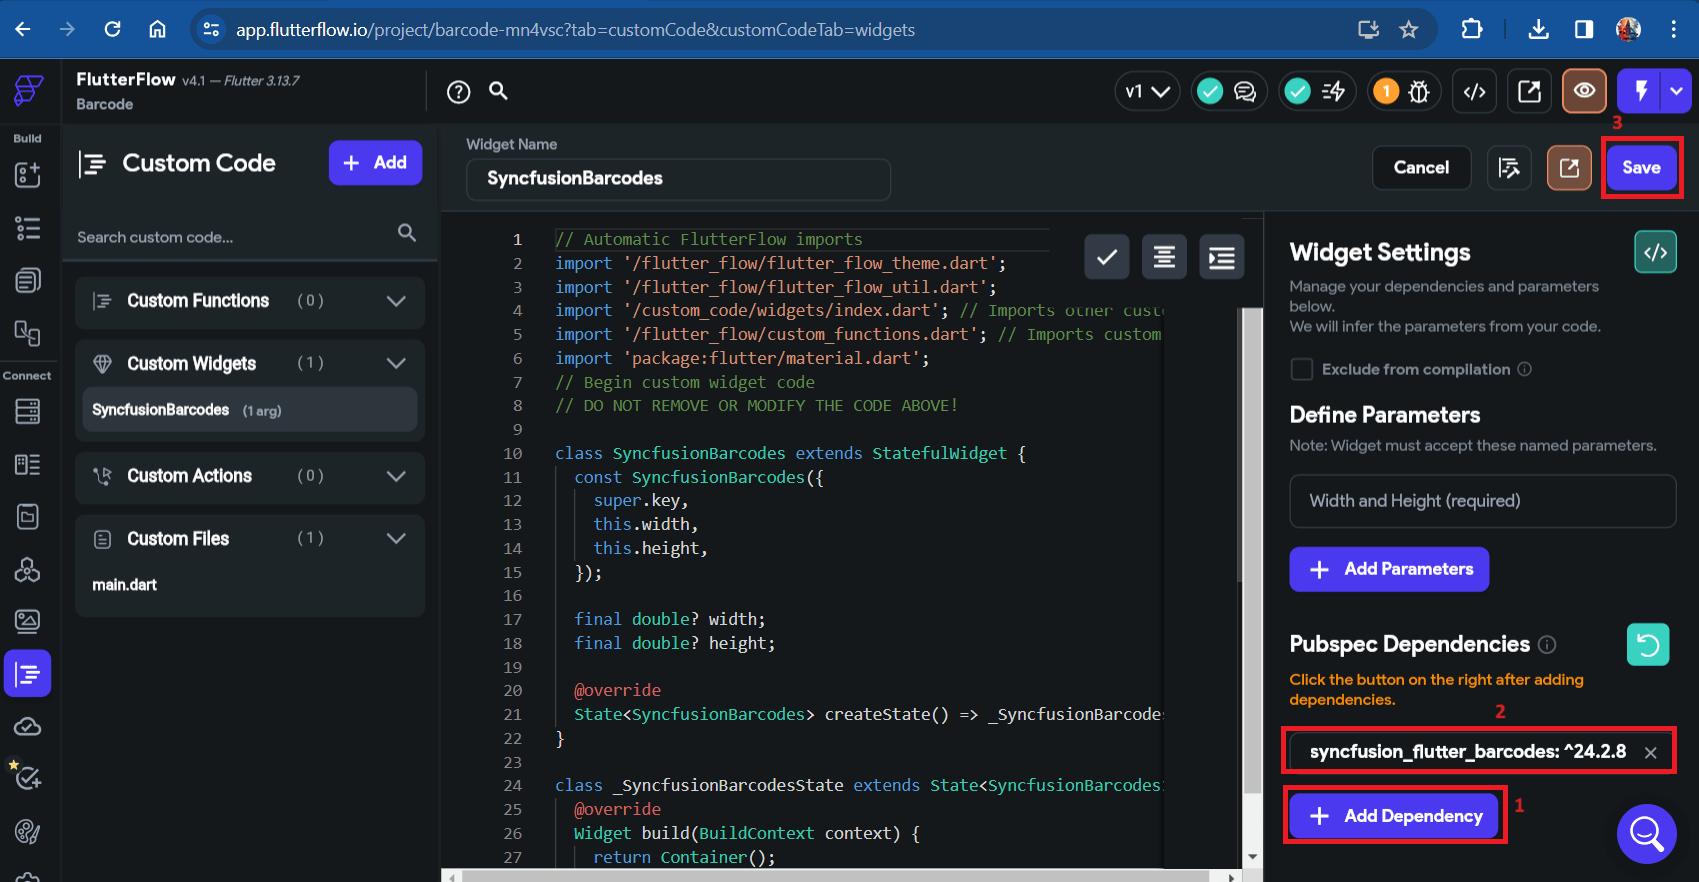 app.flutterflow.io/project/barcode-mn4vsc?tab=customCode&customCodeTab=widgets
FlutterFlow v4.1 — Flutter 3.13.7
Barcode
v1
1
3
Build
Connect
Custom Code
Add
Search custom code...
Custom Functions (0)
Custom Widgets (1)
SyncfusionBarcodes (1 arg)
Custom Actions (0)
Custom Files (1)
main.dart
Widget Name
SyncfusionBarcodes
Cancel
Save
1 // Automatic FlutterFlow imports
2 import '/flutter_flow/flutter_flow_theme.dart';
3 import '/flutter_flow/flutter_flow_util.dart';
4 import '/custom_code/widgets/index.dart'; // Imports other cust
5 import '/flutter_flow/custom_functions.dart'; // Imports custom
6 import 'package:flutter/material.dart';
7 // Begin custom widget code
8 // DO NOT REMOVE OR MODIFY THE CODE ABOVE!
9
10 class SyncfusionBarcodes extends StatefulWidget {
11 const SyncfusionBarcodes({
12 super.key,
13 this.width,
14 this.height,
15 });
16
17 final double? width;
18 final double? height;
19
20 @override
21 State<SyncfusionBarcodes> createState() => _SyncfusionBarcodes
22 }
23
24 class _SyncfusionBarcodesState extends State<SyncfusionBarcodes
25 @override
26 Widget build(BuildContext context) {
27 return Container();
Widget Settings
Manage your dependencies and parameters
below.
We will infer the parameters from your code.
Exclude from compilation
Define Parameters
Note: Widget must accept these named parameters.
Width and Height (required)
Add Parameters
Pubspec Dependencies
Click the button on the right after adding
dependencies.
2
syncfusion_flutter_barcodes: ^24.2.8
Add Dependency
1